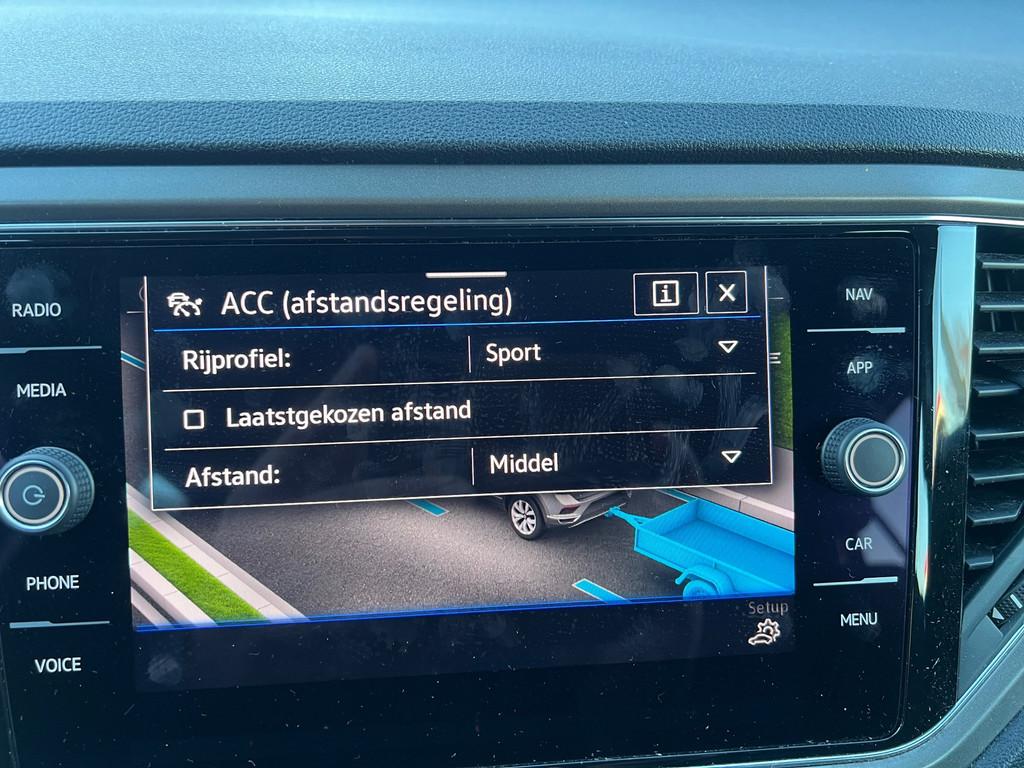 RADIO
MEDIA
PHONE
VOICE
ACC (afstandsregeling)
i
X
Rijprofiel:
Sport
Laatstgekozen afstand
Afstand:
Middel
Setup
NAV
APP
CAR
MENU